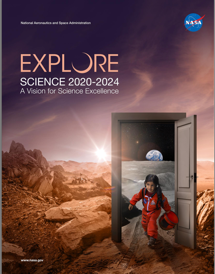 National Aeronautics and Space Administration
NASA
EXPLORE
SCIENCE 2020-2024
A Vision for Science Excellence
www.nasa.gov